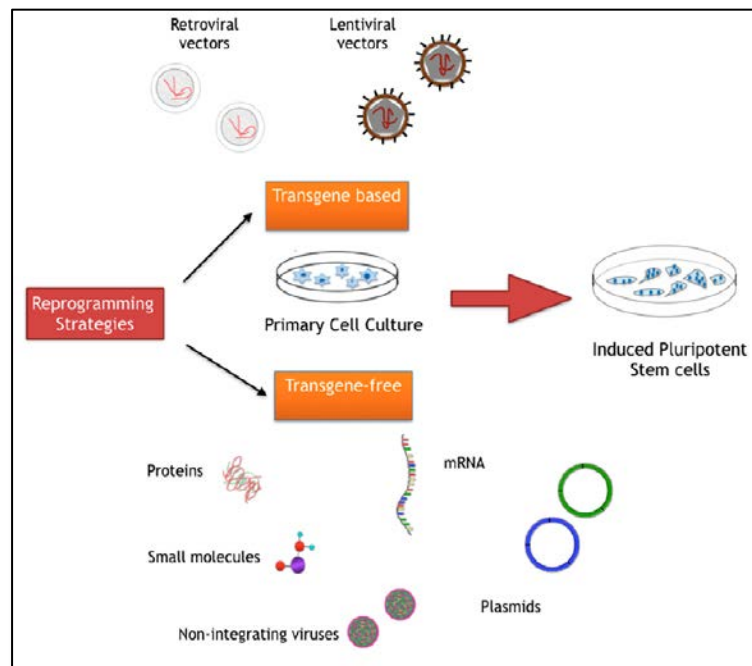 Retroviral
vectors
Lentiviral
vectors
Transgene based
Reprogramming
Strategies
Primary Cell Culture
Induced Pluripotent
Stem cells
Transgene-free
Proteins
mRNA
Small molecules
Plasmids
Non-integrating viruses